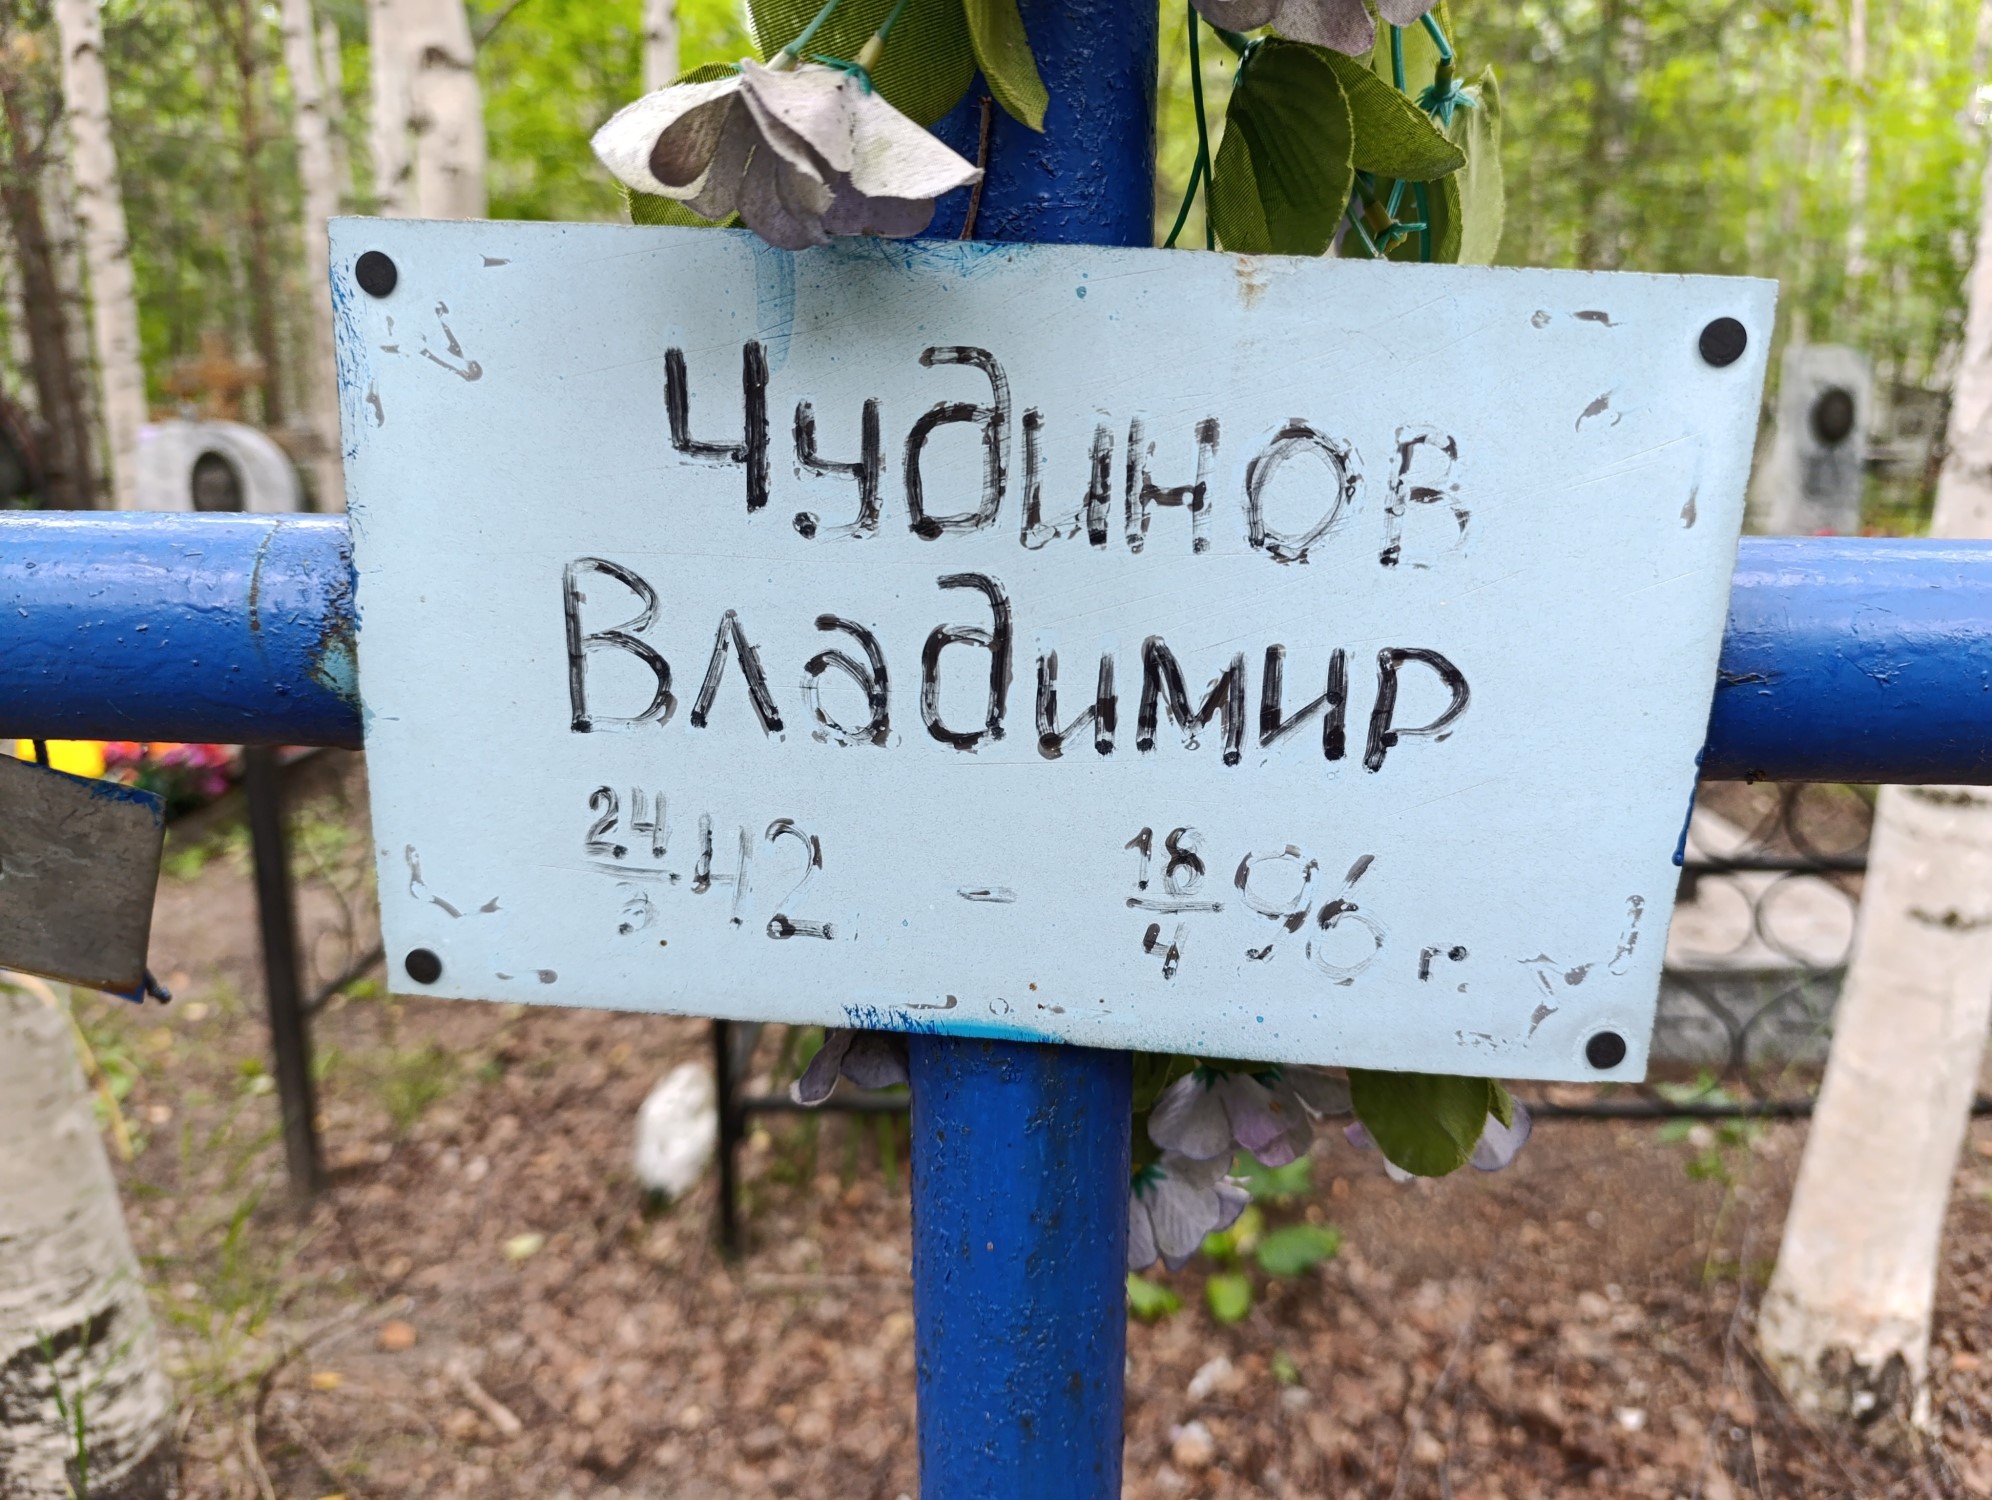 Чудинов
Владимир
24/3 42 - 18/4 96 г.